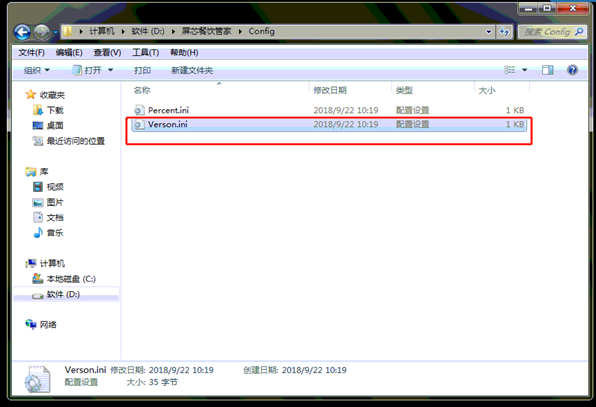 计算机 ▸ 软件 (D:) ▸ 屏芯餐饮管家 ▸ Config
搜索 Config
文件(F) 编辑(E) 查看(V) 工具(T) 帮助(H)
组织 打开 打印 新建文件夹
名称 修改日期 类型 大小
Percent.ini 2018/9/22 10:19 配置设置 1 KB
Verson.ini 2018/9/22 10:19 配置设置 1 KB
收藏夹
下载
桌面
最近访问的位置
库
视频
图片
文档
音乐
计算机
本地磁盘 (C:)
软件 (D:)
网络
Verson.ini 修改日期: 2018/9/22 10:19 创建日期: 2018/9/22 10:19
配置设置 大小: 35 字节